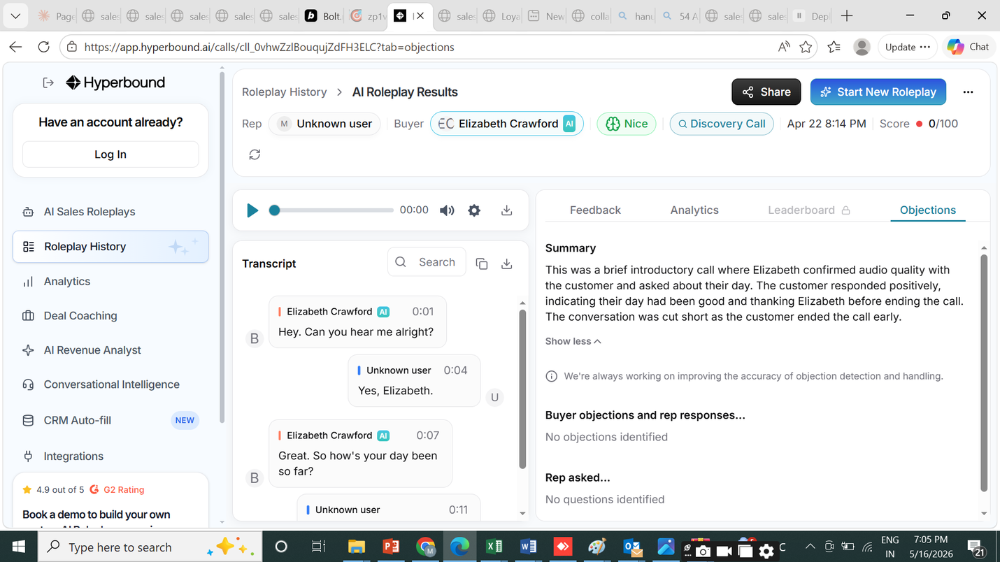 Page
sales
sales
sales
sales
sales
Bolt.
zp1v
sales
Loya
New
colla
hanu
54 A
sales
sales
Dep
https://app.hyperbound.ai/calls/cll_0vhwZzlBouqujZdFH3ELC?tab=objections
Update
Chat
Hyperbound
Have an account already?
Log In
AI Sales Roleplays
Roleplay History
Analytics
Deal Coaching
AI Revenue Analyst
Conversational Intelligence
CRM Auto-fill NEW
Integrations
4.9 out of 5 G2 Rating
Book a demo to build your own
Roleplay History > AI Roleplay Results
Share
Start New Roleplay
Rep M Unknown user Buyer EC Elizabeth Crawford AI Nice Discovery Call Apr 22 8:14 PM Score 0/100
00:00
Transcript
Search
Elizabeth Crawford AI 0:01
Hey. Can you hear me alright?
B
Unknown user 0:04
Yes, Elizabeth.
U
Elizabeth Crawford AI 0:07
Great. So how's your day been
so far?
B
Unknown user 0:11
Feedback
Analytics
Leaderboard
Objections
Summary
This was a brief introductory call where Elizabeth confirmed audio quality with
the customer and asked about their day. The customer responded positively,
indicating their day had been good and thanking Elizabeth before ending the call.
The conversation was cut short as the customer ended the call early.
Show less
We're always working on improving the accuracy of objection detection and handling.
Buyer objections and rep responses...
No objections identified
Rep asked...
No questions identified
Type here to search
ENG
IN
7:05 PM
5/16/2026
21